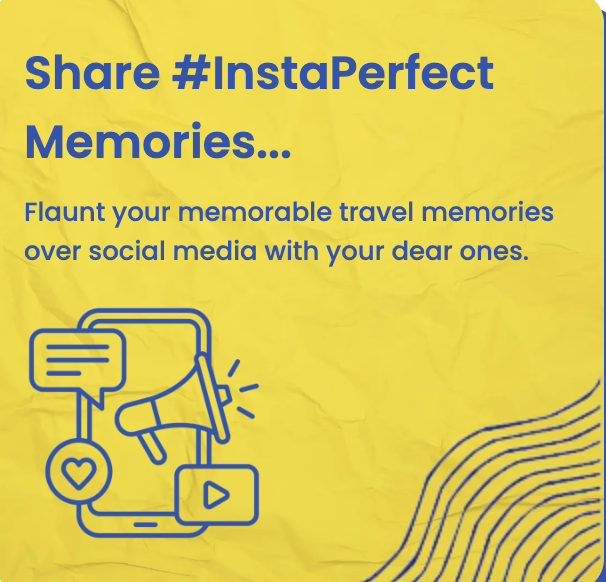 Share #InstaPerfect
Memories...
Flaunt your memorable travel memories
over social media with your dear ones.